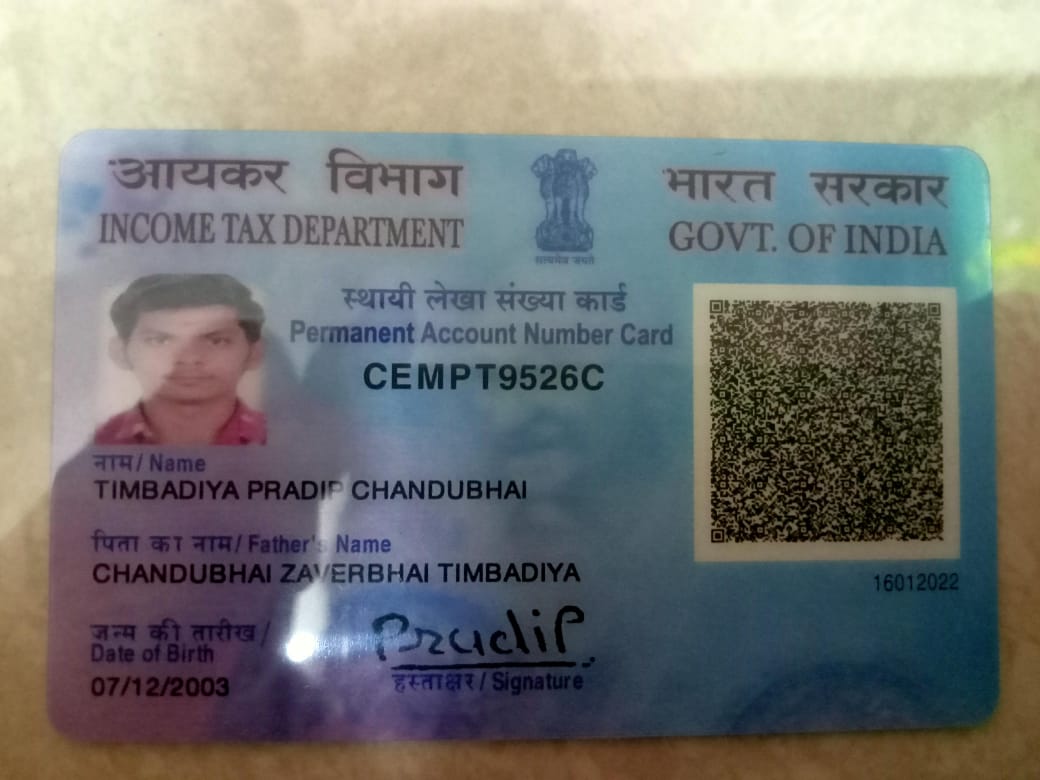 आयकर विभाग
INCOME TAX DEPARTMENT
सत्यमेव जयते
भारत सरकार
GOVT. OF INDIA
स्थायी लेखा संख्या कार्ड
Permanent Account Number Card
CEMPT9526C
नाम / Name
TIMBADIYA PRADIP CHANDUBHAI
पिता का नाम / Father's Name
CHANDUBHAI ZAVERBHAI TIMBADIYA
16012022
जन्म की तारीख /
Date of Birth
07/12/2003
Pradip
हस्ताक्षर / Signature